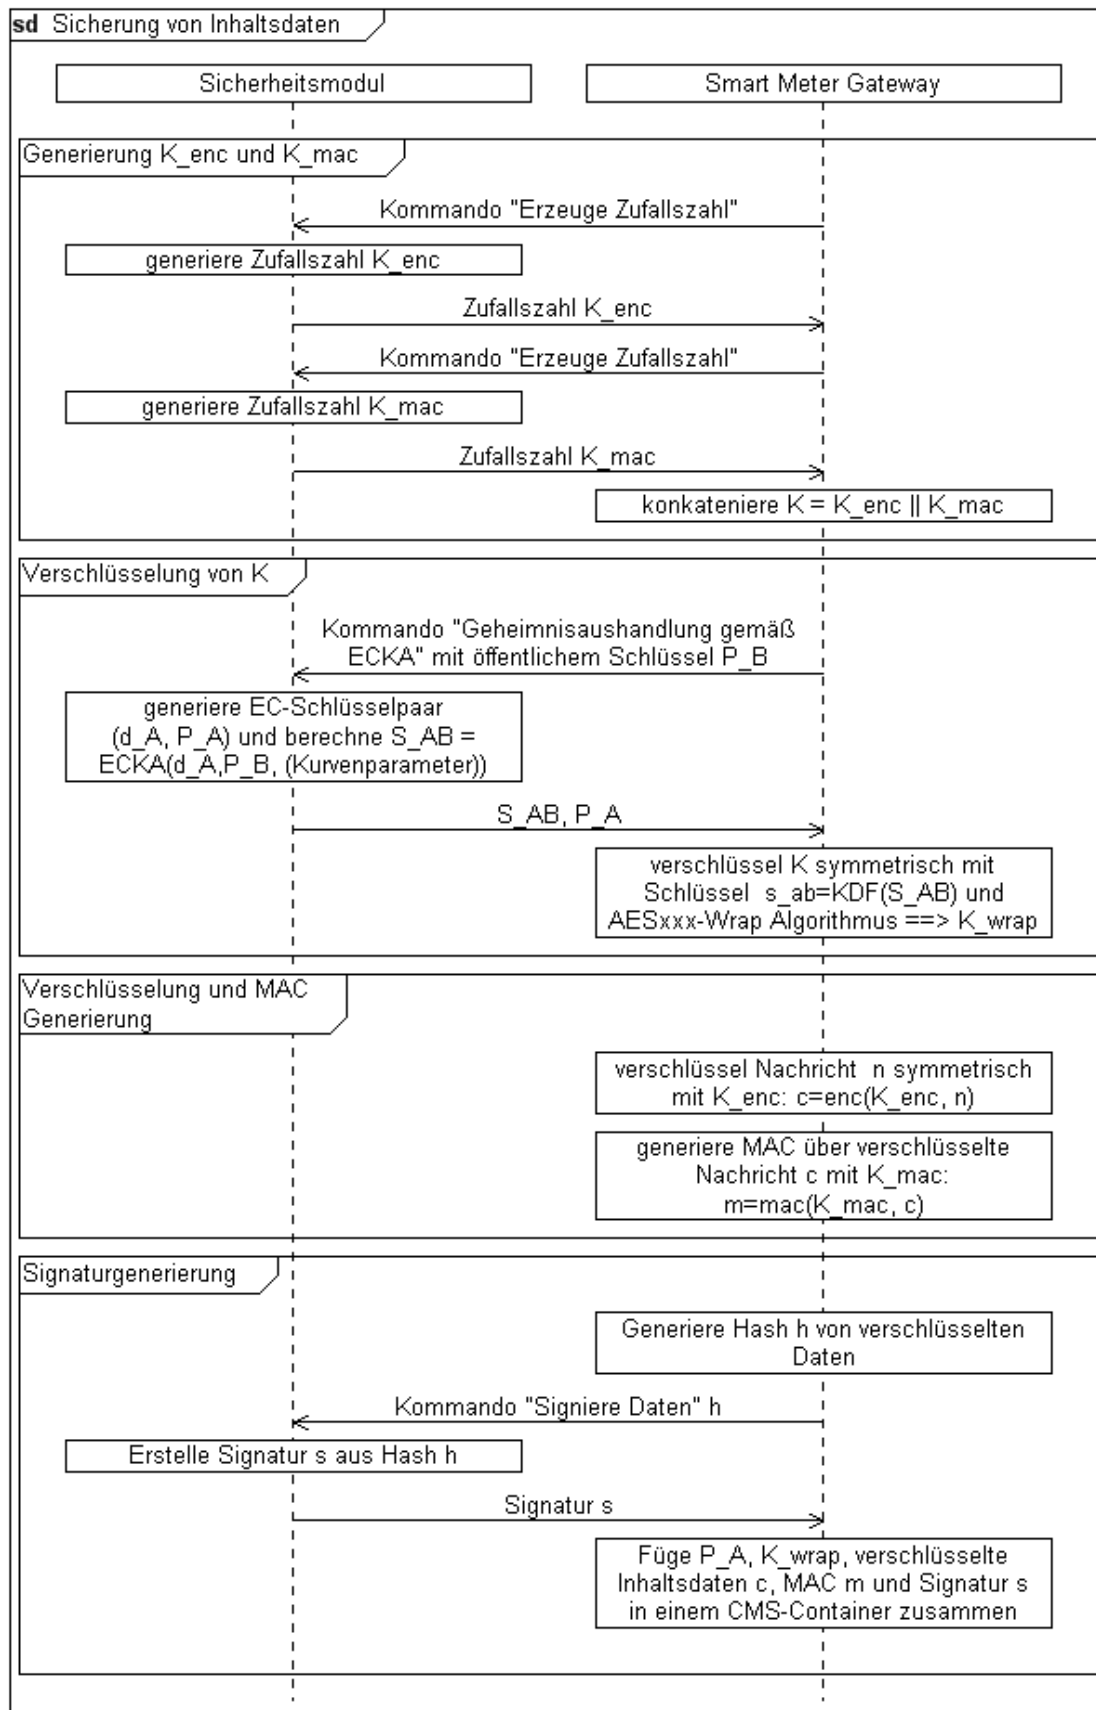 sd Sicherung von Inhaltsdaten
Sicherheitsmodul
Smart Meter Gateway
Generierung K_enc und K_mac
Kommando "Erzeuge Zufallszahl"
generiere Zufallszahl K_enc
Zufallszahl K_enc
Kommando "Erzeuge Zufallszahl"
generiere Zufallszahl K_mac
Zufallszahl K_mac
konkateniere K = K_enc || K_mac
Verschlüsselung von K
Kommando "Geheimnisaushandlung gemäß
ECKA" mit öffentlichem Schlüssel P_B
generiere EC-Schlüsselpaar
(d_A, P_A) und berechne S_AB =
ECKA(d_A,P_B, (Kurvenparameter))
S_AB, P_A
verschlüssel K symmetrisch mit
Schlüssel s_ab=KDF(S_AB) und
AESxxx-Wrap Algorithmus ==> K_wrap
Verschlüsselung und MAC
Generierung
verschlüssel Nachricht n symmetrisch
mit K_enc: c=enc(K_enc, n)
generiere MAC über verschlüsselte
Nachricht c mit K_mac:
m=mac(K_mac, c)
Signaturgenerierung
Generiere Hash h von verschlüsselten
Daten
Kommando "Signiere Daten" h
Erstelle Signatur s aus Hash h
Signatur s
Füge P_A, K_wrap, verschlüsselte
Inhaltsdaten c, MAC m und Signatur s
in einem CMS-Container zusammen